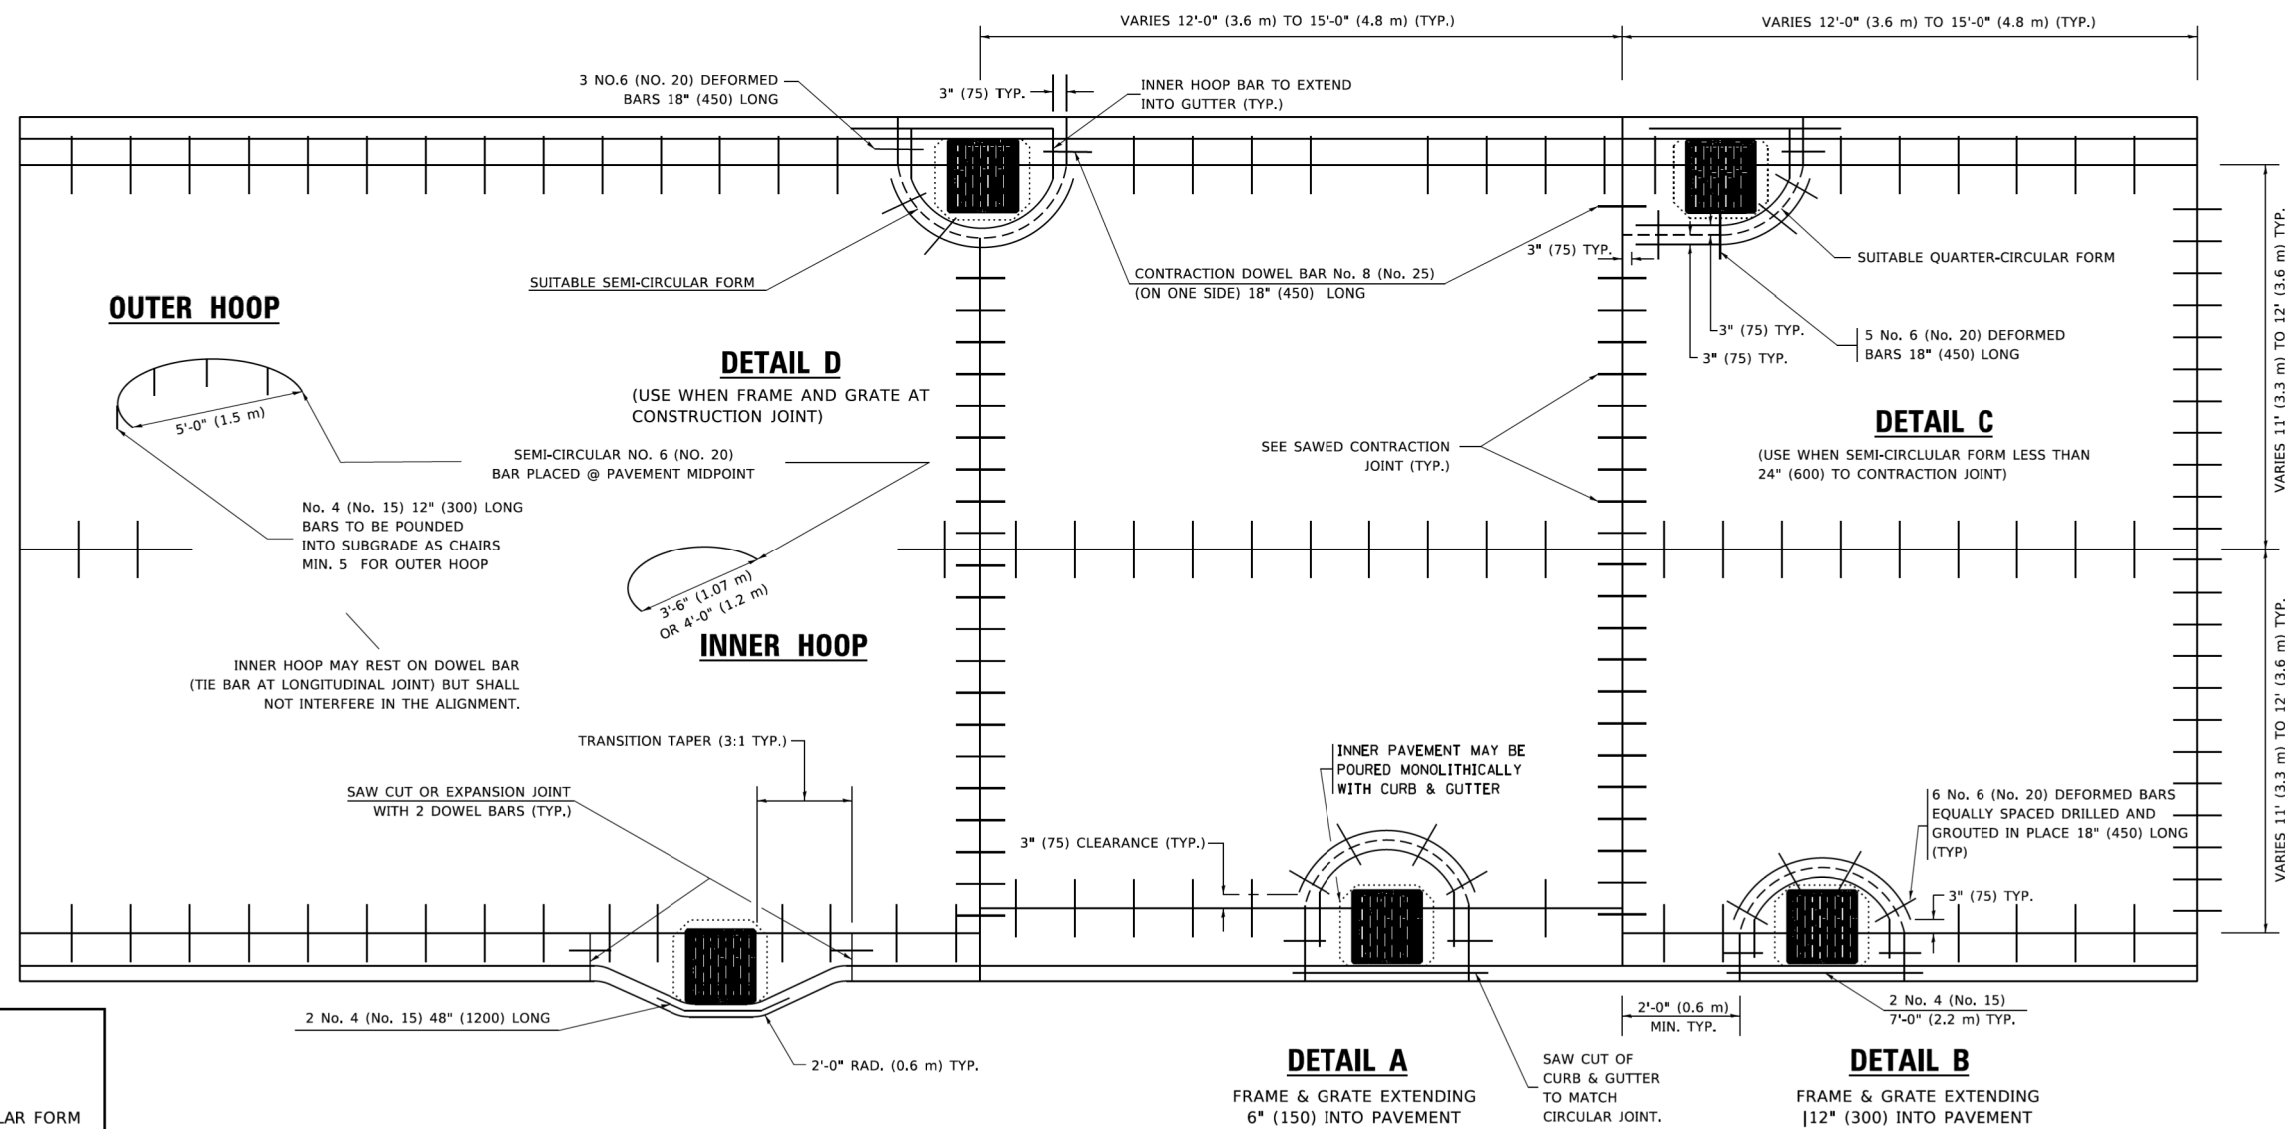 VARIES 12'-0" (3.6 m) TO 15'-0" (4.8 m) (TYP.)
VARIES 12'-0" (3.6 m) TO 15'-0" (4.8 m) (TYP.)
3 NO.6 (NO. 20) DEFORMED
BARS 18" (450) LONG
3" (75) TYP.
INNER HOOP BAR TO EXTEND
INTO GUTTER (TYP.)
SUITABLE SEMI-CIRCULAR FORM
CONTRACTION DOWEL BAR No. 8 (No. 25)
(ON ONE SIDE) 18" (450) LONG
3" (75) TYP.
SUITABLE QUARTER-CIRCULAR FORM
3" (75) TYP.
3" (75) TYP.
5 No. 6 (No. 20) DEFORMED
BARS 18" (450) LONG
VARIES 11' (3.3 m) TO 12' (3.6 m) TYP.
OUTER HOOP
5'-0" (1.5 m)
DETAIL D
(USE WHEN FRAME AND GRATE AT
CONSTRUCTION JOINT)
SEMI-CIRCULAR NO. 6 (NO. 20)
BAR PLACED @ PAVEMENT MIDPOINT
SEE SAWED CONTRACTION
JOINT (TYP.)
DETAIL C
(USE WHEN SEMI-CIRCLULAR FORM LESS THAN
24" (600) TO CONTRACTION JOINT)
No. 4 (No. 15) 12" (300) LONG
BARS TO BE POUNDED
INTO SUBGRADE AS CHAIRS
MIN. 5 FOR OUTER HOOP
3'-6" (1.07 m)
OR 4'-0" (1.2 m)
INNER HOOP
INNER HOOP MAY REST ON DOWEL BAR
(TIE BAR AT LONGITUDINAL JOINT) BUT SHALL
NOT INTERFERE IN THE ALIGNMENT.
VARIES 11' (3.3 m) TO 12' (3.6 m) TYP.
TRANSITION TAPER (3:1 TYP.)
SAW CUT OR EXPANSION JOINT
WITH 2 DOWEL BARS (TYP.)
INNER PAVEMENT MAY BE
POURED MONOLITHICALLY
WITH CURB & GUTTER
3" (75) CLEARANCE (TYP.)
6 No. 6 (No. 20) DEFORMED BARS
EQUALLY SPACED DRILLED AND
GROUTED IN PLACE 18" (450) LONG
(TYP)
3" (75) TYP.
2 No. 4 (No. 15) 48" (1200) LONG
2'-0" RAD. (0.6 m) TYP.
2'-0" (0.6 m)
MIN. TYP.
2 No. 4 (No. 15)
7'-0" (2.2 m) TYP.
DETAIL A
FRAME & GRATE EXTENDING
6" (150) INTO PAVEMENT
SAW CUT OF
CURB & GUTTER
TO MATCH
CIRCULAR JOINT.
DETAIL B
FRAME & GRATE EXTENDING
12" (300) INTO PAVEMENT
LAR FORM